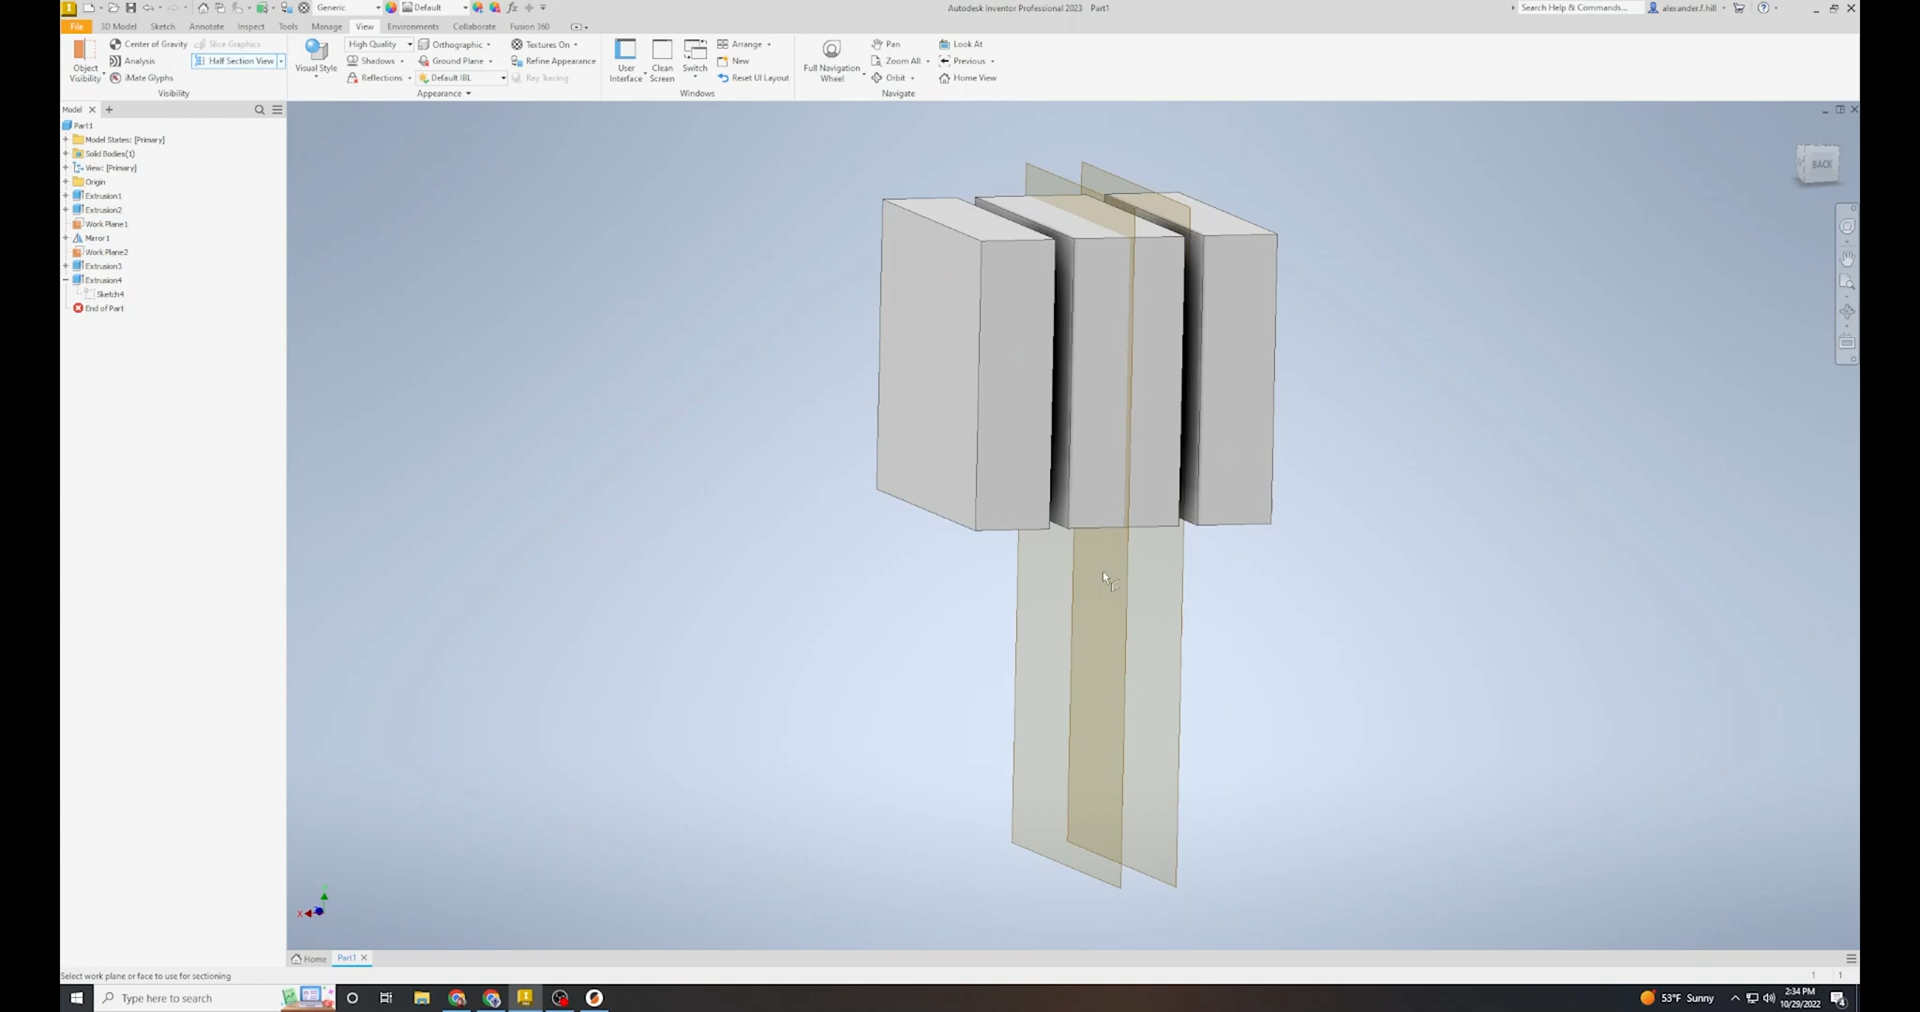 Generic
Default
Autodesk Inventor Professional 2023 Part1
Search Help & Commands...
alexander.f.hill
File 3D Model Sketch Annotate Inspect Tools Manage View Environments Collaborate Fusion 360
Object Visibility
Center of Gravity
Slice Graphics
Analysis
Half Section View
iMate Glyphs
Visibility
Visual Style
High Quality
Shadows
Reflections
Orthographic
Ground Plane
Default IBL
Textures On
Refine Appearance
Ray Tracing
Appearance
User Interface
Clean Screen
Switch
Arrange
New
Reset UI Layout
Windows
Full Navigation Wheel
Pan
Zoom All
Orbit
Look At
Previous
Home View
Navigate
Model
Part1
Model States: [Primary]
Solid Bodies(1)
View: [Primary]
Origin
Extrusion1
Extrusion2
Work Plane1
Mirror1
Work Plane2
Extrusion3
Extrusion4
Sketch4
End of Part
BACK
X
Home Part1
Select work plane or face to use for sectioning
1 1
Type here to search
53°F Sunny
2:34 PM
10/29/2022
4